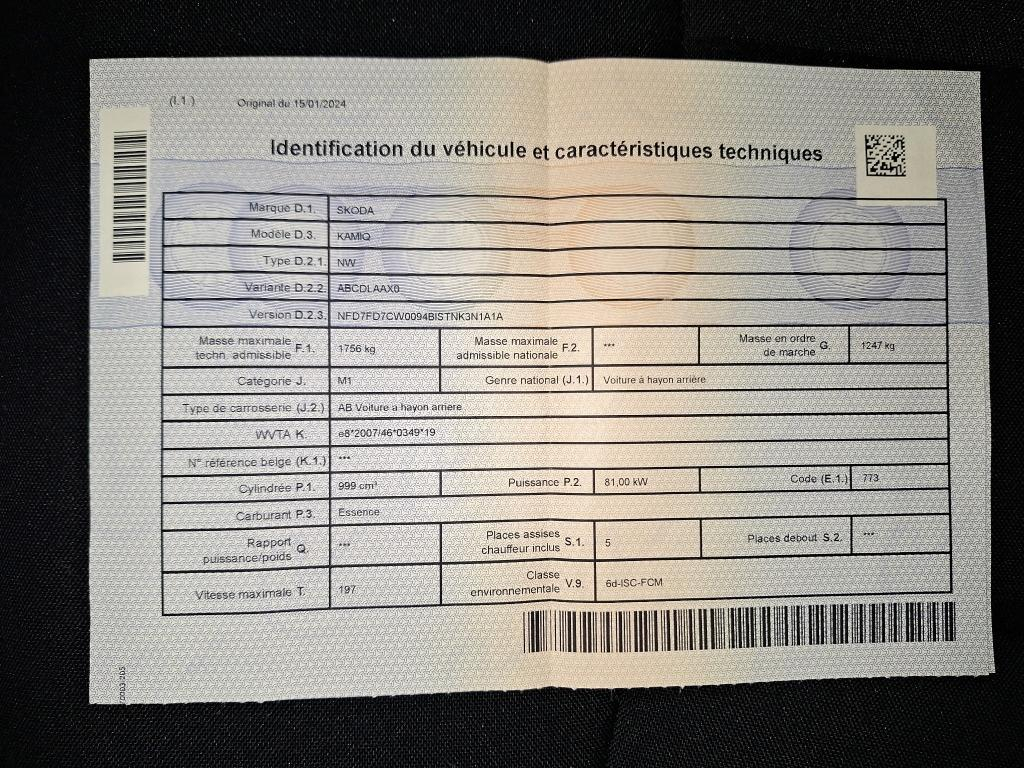 (I.1.) Original du 15/01/2024
Identification du véhicule et caractéristiques techniques
Marque D.1. SKODA
Modèle D.3. KAMIQ
Type D.2.1. NW
Variante D.2.2. ABCDLAAX0
Version D.2.3. NFD7FD7CW0094BISTNK3N1A1A
Masse maximale techn. admissible F.1. 1756 kg Masse maximale admissible nationale F.2. *** Masse en ordre de marche G. 1247 kg
Catégorie J. M1 Genre national (J.1.) Voiture à hayon arrière
Type de carrosserie (J.2.) AB Voiture a hayon arriere
WVTA K. e8*2007/46*0349*19
N° référence belge (K.1.) ***
Cylindrée P.1. 999 cm³ Puissance P.2. 81,00 kW Code (E.1.) 773
Carburant P.3. Essence
Rapport puissance/poids Q. *** Places assises chauffeur inclus S.1. 5 Places debout S.2. ***
Vitesse maximale T. 197 Classe environnementale V.9. 6d-ISC-FCM